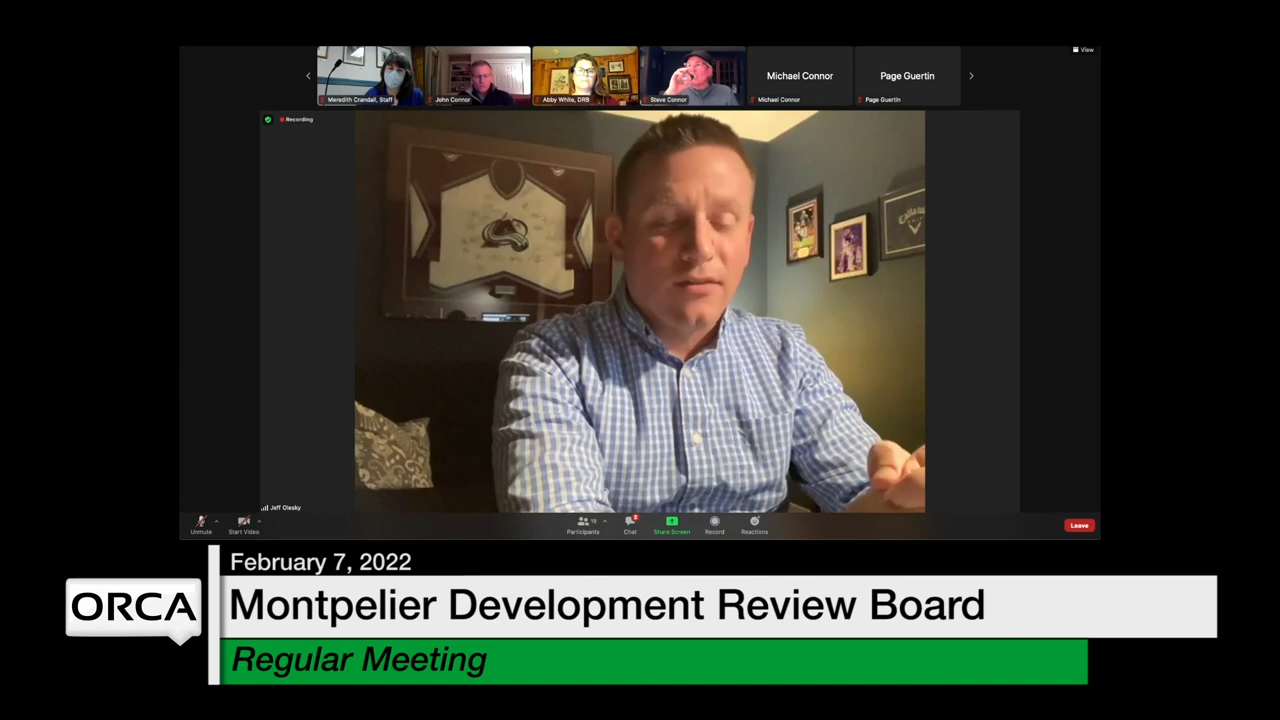 View
Michael Connor
Page Guertin
Meredith Crandall, Staff
John Connor
Abby White, DRB
Steve Connor
Michael Connor
Page Guertin
Recording
Callaway
Jeff Olesky
Unmute
Start Video
Participants
Chat
Share Screen
Record
Reactions
Leave
February 7, 2022
ORCA
Montpelier Development Review Board
Regular Meeting